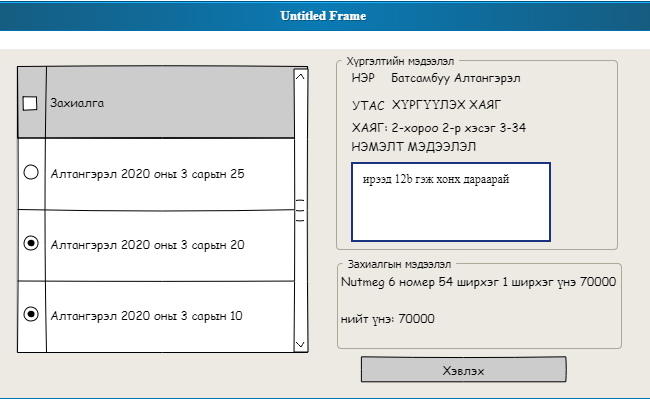 Untitled Frame
Захиалга
Алтангэрэл 2020 оны 3 сарын 25
Алтангэрэл 2020 оны 3 сарын 20
Алтангэрэл 2020 оны 3 сарын 10
Хүргэлтийн мэдээлэл
НЭР Батсамбуу Алтангэрэл
УТАС ХҮРГҮҮЛЭХ ХАЯГ
ХАЯГ: 2-хороо 2-р хэсэг 3-34
НЭМЭЛТ МЭДЭЭЛЭЛ
ирээд 12b гэж хонх дараарай
Захиалгын мэдээлэл
Nutmeg 6 номер 54 ширхэг 1 ширхэг үнэ 70000
нийт үнэ: 70000
Хэвлэх